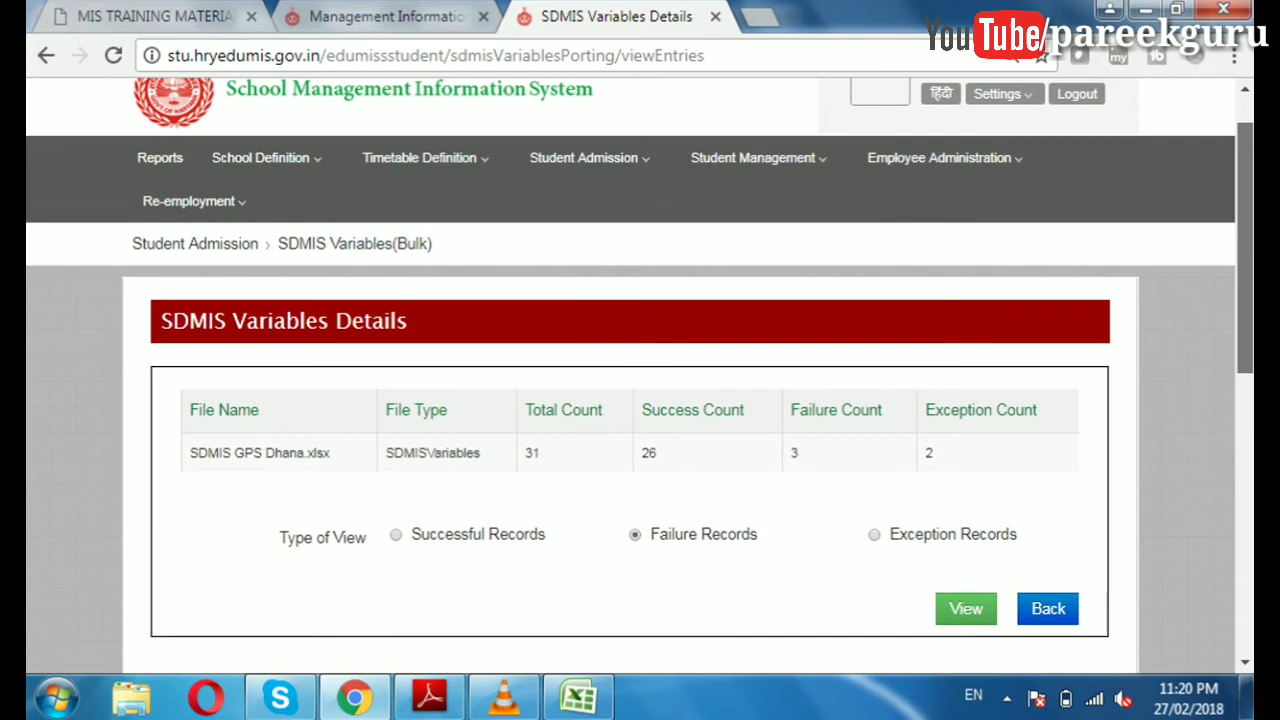 MIS TRAINING MATERIA
Management Informatic
SDMIS Variables Details
YouTube/pareekguru
stu.hryedumis.gov.in/edumissstudent/sdmisVariablesPorting/viewEntries
School Management Information System
हिंदी
Settings
Logout
Reports
School Definition
Timetable Definition
Student Admission
Student Management
Employee Administration
Re-employment
Student Admission › SDMIS Variables(Bulk)
SDMIS Variables Details
File Name File Type Total Count Success Count Failure Count Exception Count
SDMIS GPS Dhana.xlsx SDMISVariables 31 26 3 2
Type of View Successful Records Failure Records Exception Records
View Back
EN
11:20 PM
27/02/2018